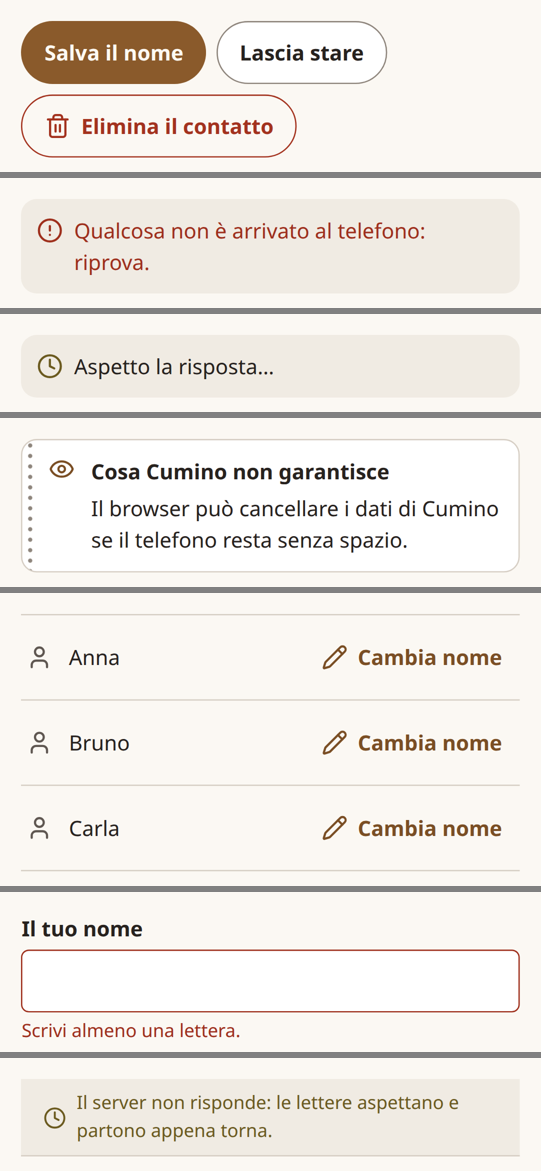 Salva il nome
Lascia stare
Elimina il contatto
Qualcosa non è arrivato al telefono:
riprova.
Aspetto la risposta...
Cosa Cumino non garantisce
Il browser può cancellare i dati di Cumino
se il telefono resta senza spazio.
Anna
Cambia nome
Bruno
Cambia nome
Carla
Cambia nome
Il tuo nome
Scrivi almeno una lettera.
Il server non risponde: le lettere aspettano e
partono appena torna.